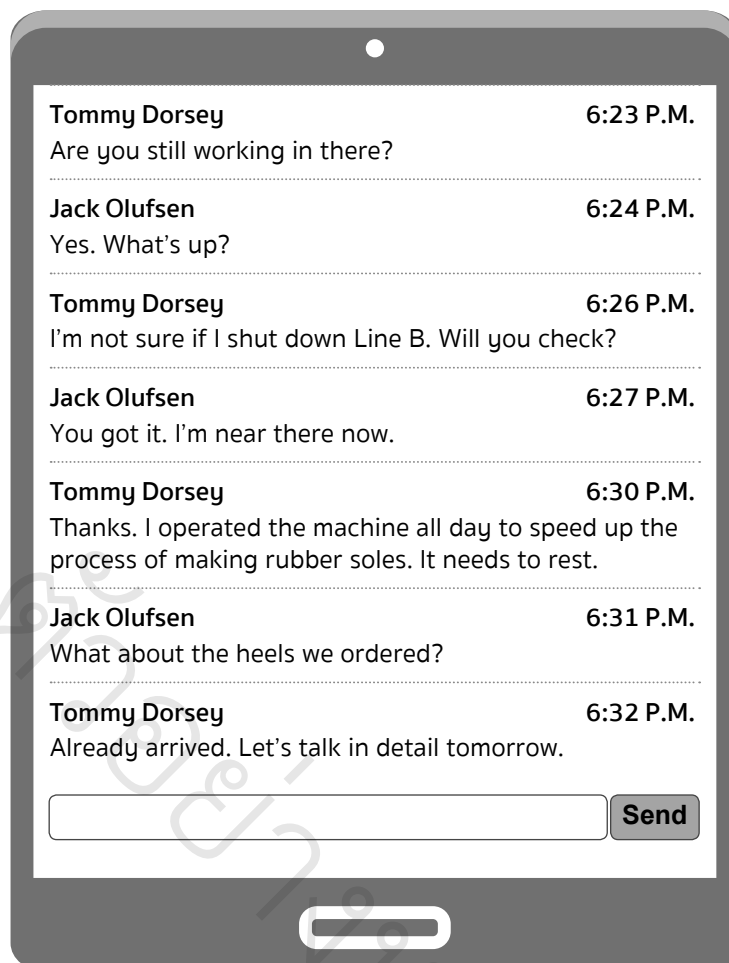 Tommy Dorsey 6:23 P.M.
Are you still working in there?
Jack Olufsen 6:24 P.M.
Yes. What’s up?
Tommy Dorsey 6:26 P.M.
I’m not sure if I shut down Line B. Will you check?
Jack Olufsen 6:27 P.M.
You got it. I’m near there now.
Tommy Dorsey 6:30 P.M.
Thanks. I operated the machine all day to speed up the
process of making rubber soles. It needs to rest.
Jack Olufsen 6:31 P.M.
What about the heels we ordered?
Tommy Dorsey 6:32 P.M.
Already arrived. Let’s talk in detail tomorrow.
Send